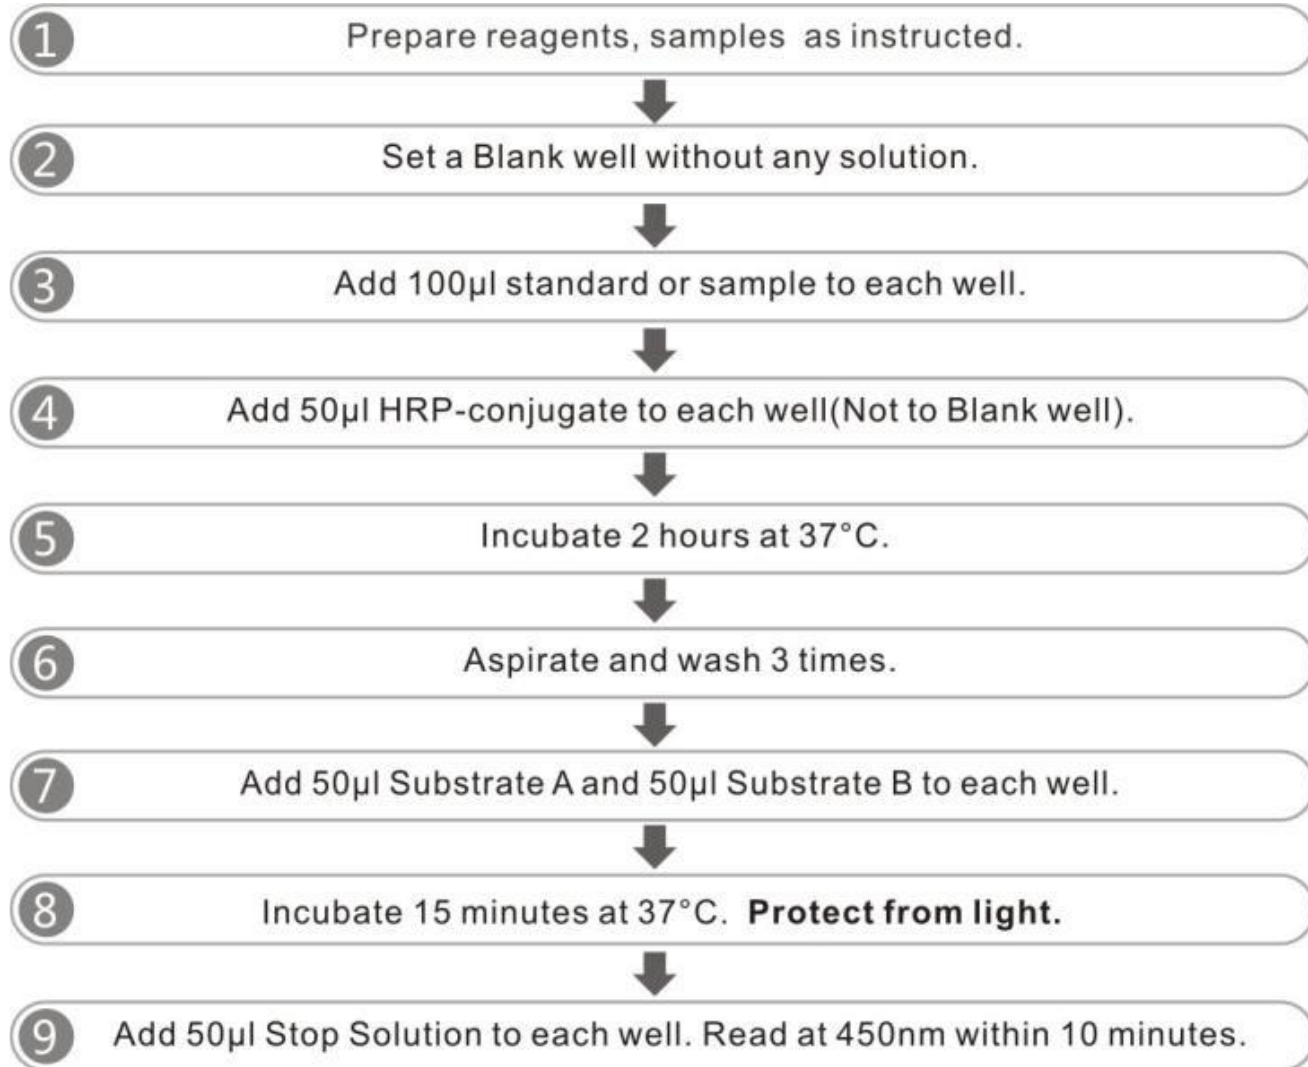 1 Prepare reagents, samples as instructed.
2 Set a Blank well without any solution.
3 Add 100μl standard or sample to each well.
4 Add 50μl HRP-conjugate to each well(Not to Blank well).
5 Incubate 2 hours at 37°C.
6 Aspirate and wash 3 times.
7 Add 50μl Substrate A and 50μl Substrate B to each well.
8 Incubate 15 minutes at 37°C. Protect from light.
9 Add 50μl Stop Solution to each well. Read at 450nm within 10 minutes.